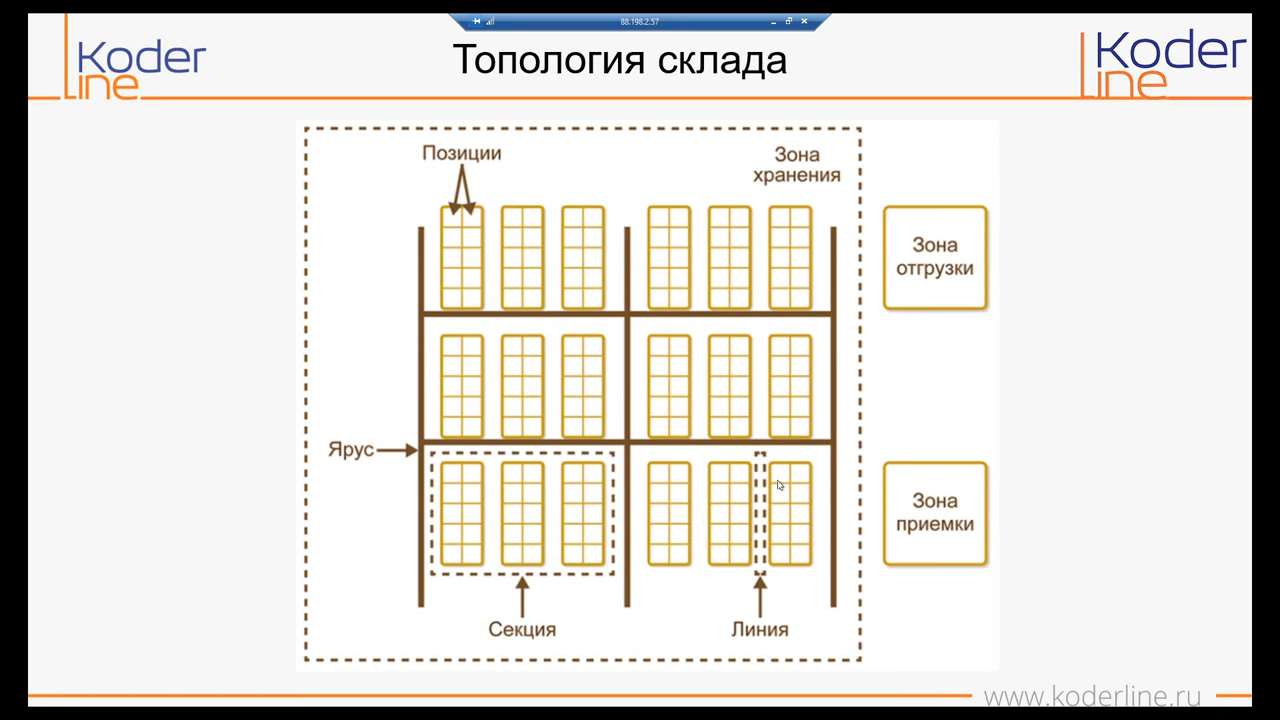 88.198.2.57
Koder
line
Топология склада
Koder
line
Позиции
Зона
хранения
Зона
отгрузки
Ярус
Зона
приемки
Секция
Линия
www.koderline.ru